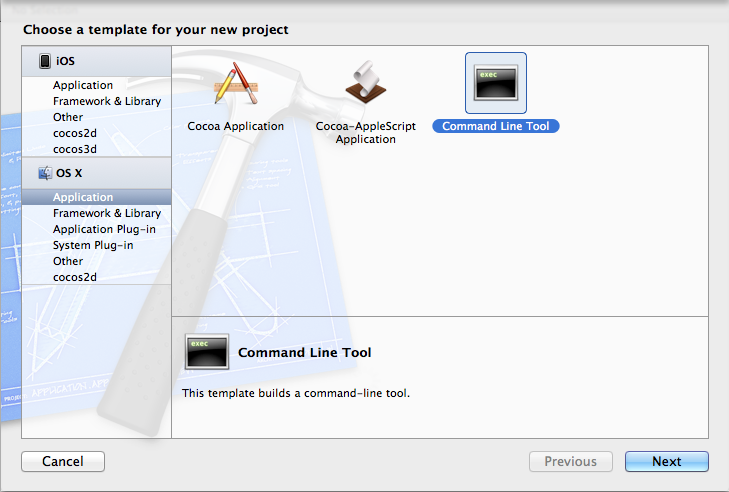 Choose a template for your new project
iOS
Application
Framework & Library
Other
cocos2d
cocos3d
OS X
Application
Framework & Library
Application Plug-in
System Plug-in
Other
cocos2d
Cocoa Application
Cocoa-AppleScript
Application
exec
Command Line Tool
exec
Command Line Tool
This template builds a command-line tool.
Cancel
Previous
Next